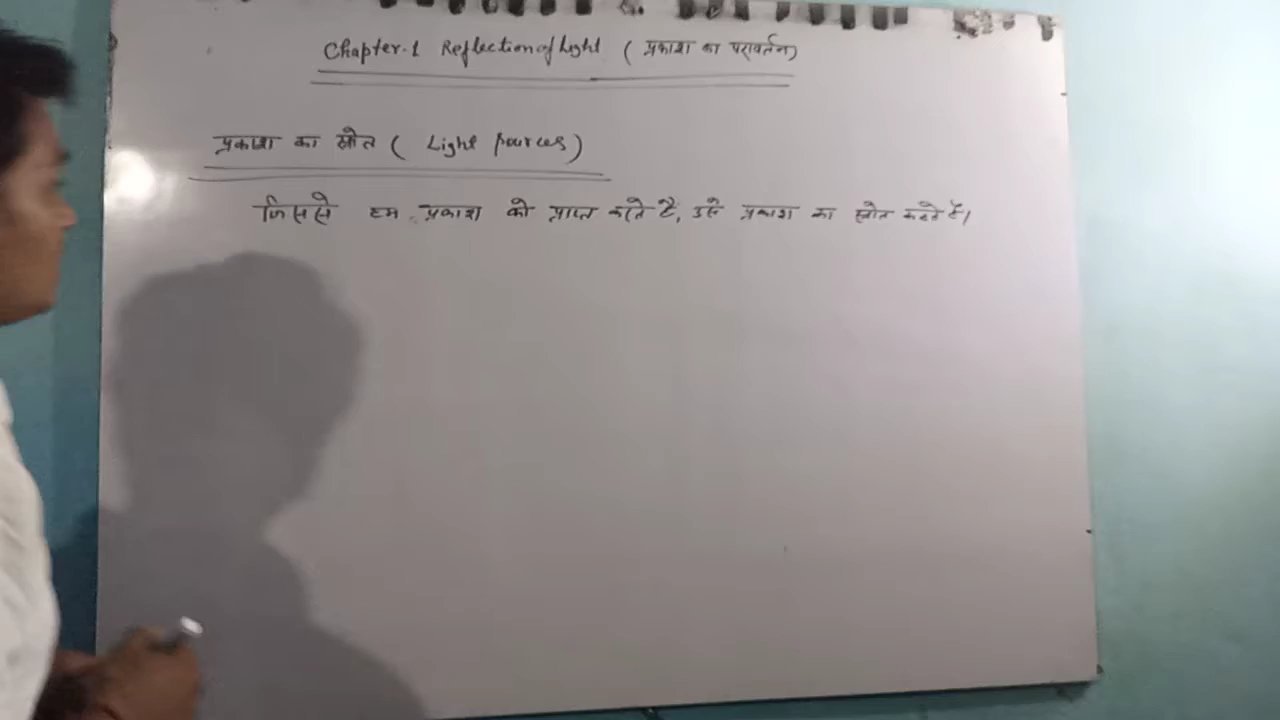 Chapter.1 Reflection of Light ( प्रकाश का परावर्तन)
प्रकाश का स्रोत ( Light sources)
जिससे हम प्रकाश को प्राप्त करते है, उसे प्रकाश का स्रोत कहते है।